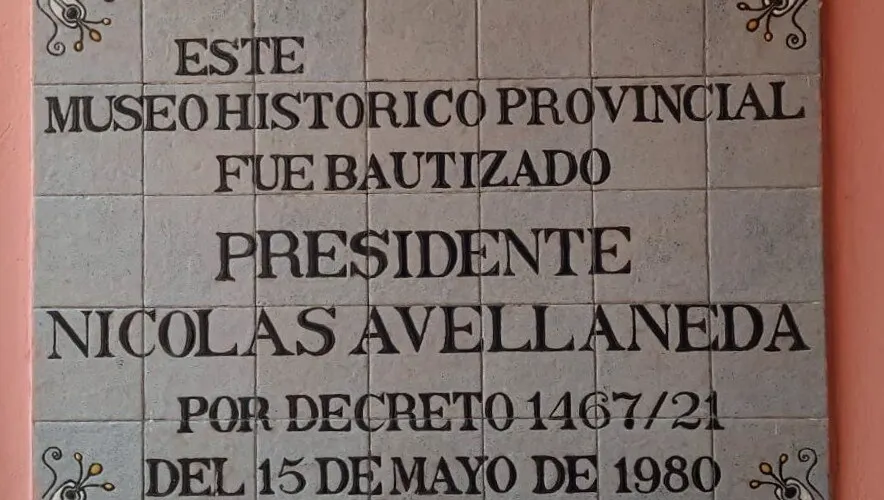 ESTE
MUSEO HISTORICO PROVINCIAL
FUE BAUTIZADO
PRESIDENTE
NICOLAS AVELLANEDA
POR DECRETO 1467/21
DEL 15 DE MAYO DE 1980